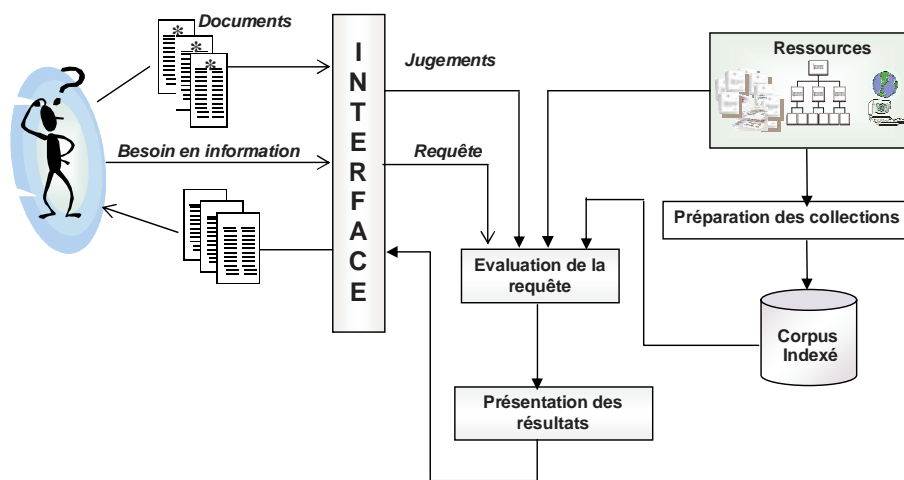 Documents
I
N
T
E
R
F
A
C
E
Jugements
Ressources
Besoin en information
Requête
Préparation des collections
Evaluation de la
requête
Corpus
Indexé
Présentation des
résultats